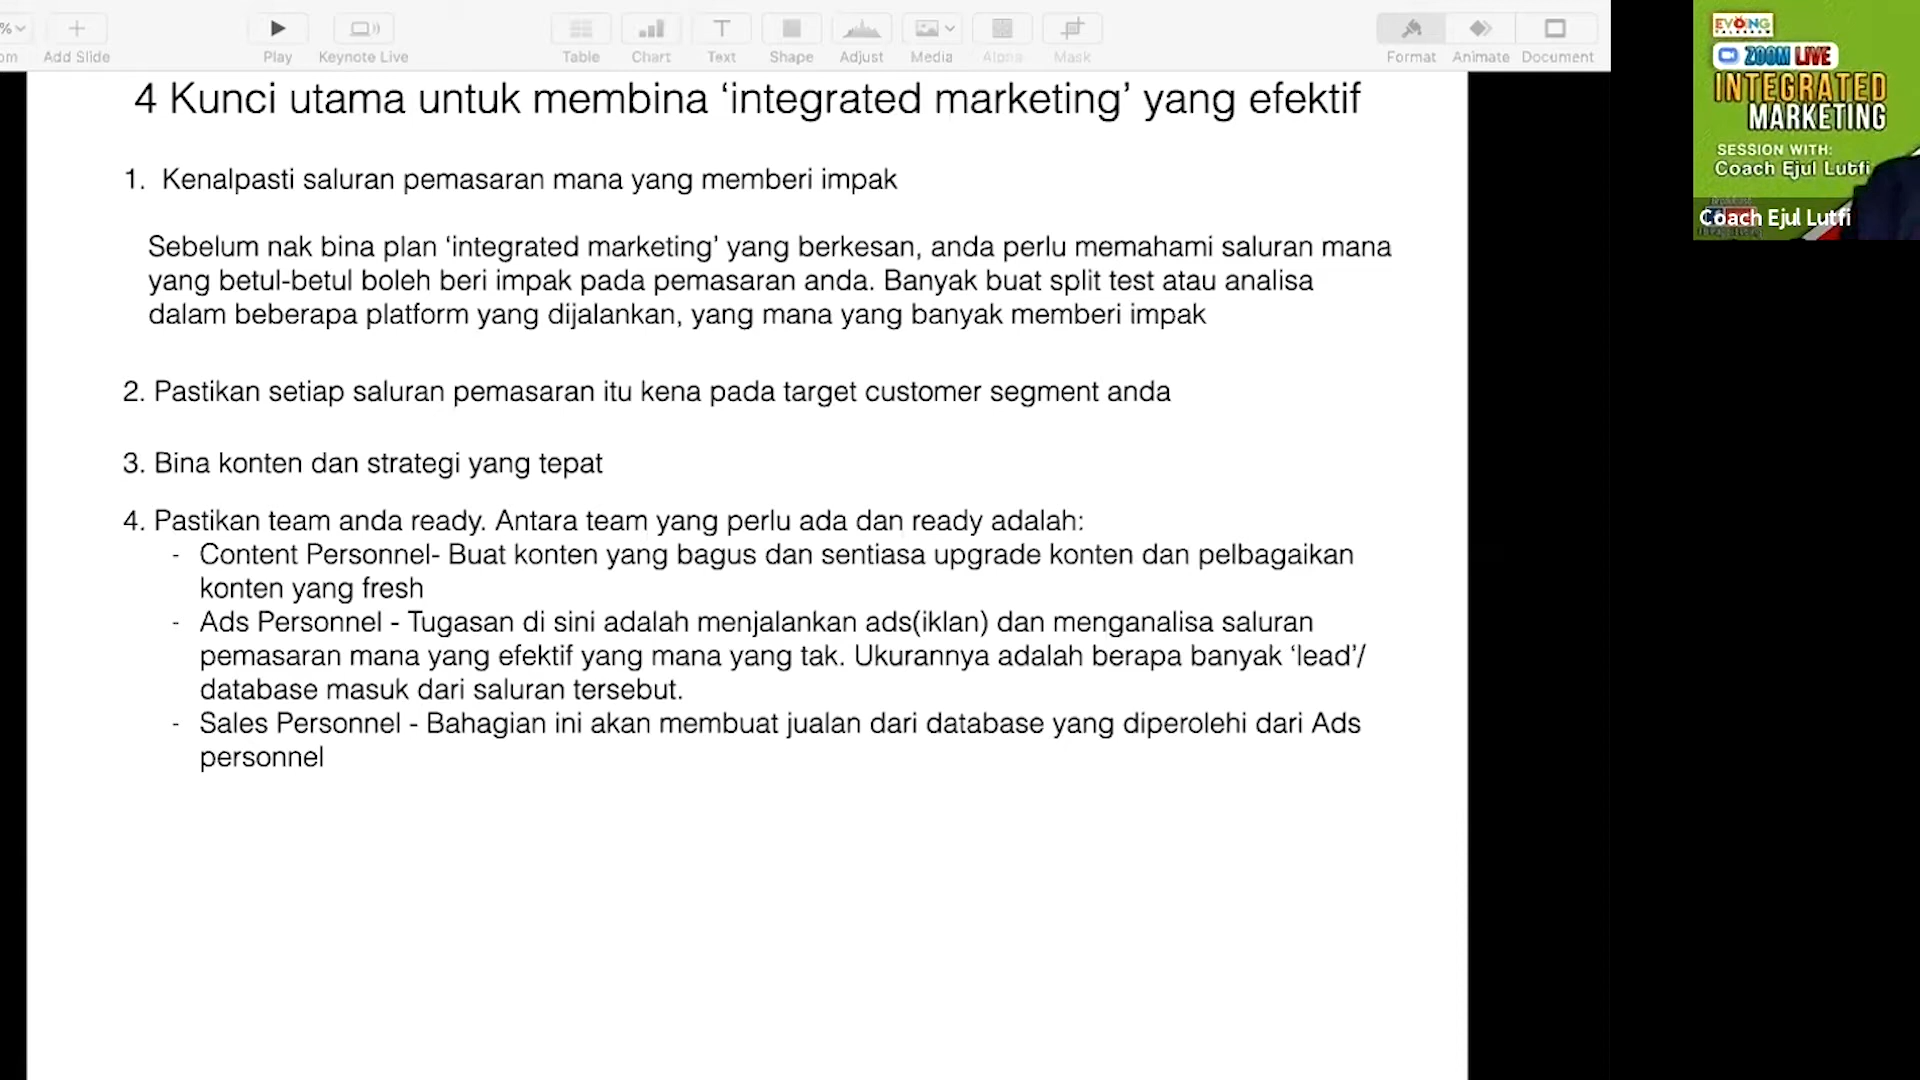 %
om
Add Slide
Play
Keynote Live
Table
Chart
Text
Shape
Adjust
Media
Alpha
Mask
Format
Animate
Document
4 Kunci utama untuk membina ‘integrated marketing’ yang efektif
1. Kenalpasti saluran pemasaran mana yang memberi impak
Sebelum nak bina plan ‘integrated marketing’ yang berkesan, anda perlu memahami saluran mana
yang betul-betul boleh beri impak pada pemasaran anda. Banyak buat split test atau analisa
dalam beberapa platform yang dijalankan, yang mana yang banyak memberi impak
2. Pastikan setiap saluran pemasaran itu kena pada target customer segment anda
3. Bina konten dan strategi yang tepat
4. Pastikan team anda ready. Antara team yang perlu ada dan ready adalah:
- Content Personnel- Buat konten yang bagus dan sentiasa upgrade konten dan pelbagaikan
konten yang fresh
- Ads Personnel - Tugasan di sini adalah menjalankan ads(iklan) dan menganalisa saluran
pemasaran mana yang efektif yang mana yang tak. Ukurannya adalah berapa banyak ‘lead’/
database masuk dari saluran tersebut.
- Sales Personnel - Bahagian ini akan membuat jualan dari database yang diperolehi dari Ads
personnel
ZOOM LIVE
INTEGRATED
MARKETING
SESSION WITH:
Coach Ejul Lutfi
Coach Ejul Lutfi